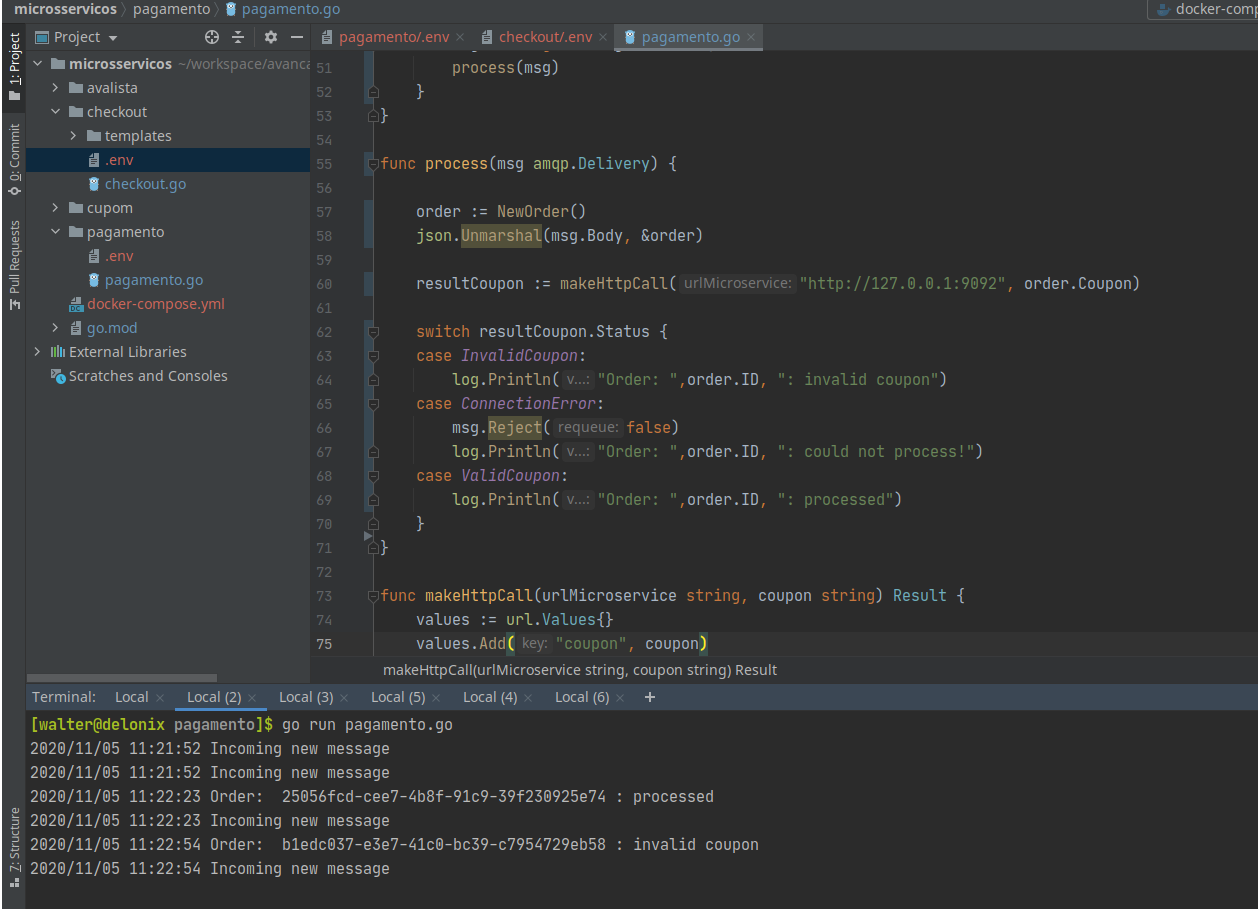 microsservicos pagamento pagamento.go
docker-comp
Project
pagamento/.env
checkout/.env
pagamento.go
1: Project
0: Commit
Pull Requests
7: Structure
microsservicos ~/workspace/avanca
avalista
checkout
templates
.env
checkout.go
cupom
pagamento
.env
pagamento.go
docker-compose.yml
go.mod
External Libraries
Scratches and Consoles
51 process(msg)
52 }
53 }
54
55 func process(msg amqp.Delivery) {
56
57 order := NewOrder()
58 json.Unmarshal(msg.Body, &order)
59
60 resultCoupon := makeHttpCall( urlMicroservice: "http://127.0.0.1:9092", order.Coupon)
61
62 switch resultCoupon.Status {
63 case InvalidCoupon:
64 log.Println( v...: "Order: ",order.ID, ": invalid coupon")
65 case ConnectionError:
66 msg.Reject( requeue: false)
67 log.Println( v...: "Order: ",order.ID, ": could not process!")
68 case ValidCoupon:
69 log.Println( v...: "Order: ",order.ID, ": processed")
70 }
71 }
72
73 func makeHttpCall(urlMicroservice string, coupon string) Result {
74 values := url.Values{}
75 values.Add( key: "coupon", coupon)
makeHttpCall(urlMicroservice string, coupon string) Result
Terminal: Local Local (2) Local (3) Local (5) Local (4) Local (6) +
[walter@delonix pagamento]$ go run pagamento.go
2020/11/05 11:21:52 Incoming new message
2020/11/05 11:21:52 Incoming new message
2020/11/05 11:22:23 Order:  25056fcd-cee7-4b8f-91c9-39f230925e74 : processed
2020/11/05 11:22:23 Incoming new message
2020/11/05 11:22:54 Order:  b1edc037-e3e7-41c0-bc39-c7954729eb58 : invalid coupon
2020/11/05 11:22:54 Incoming new message